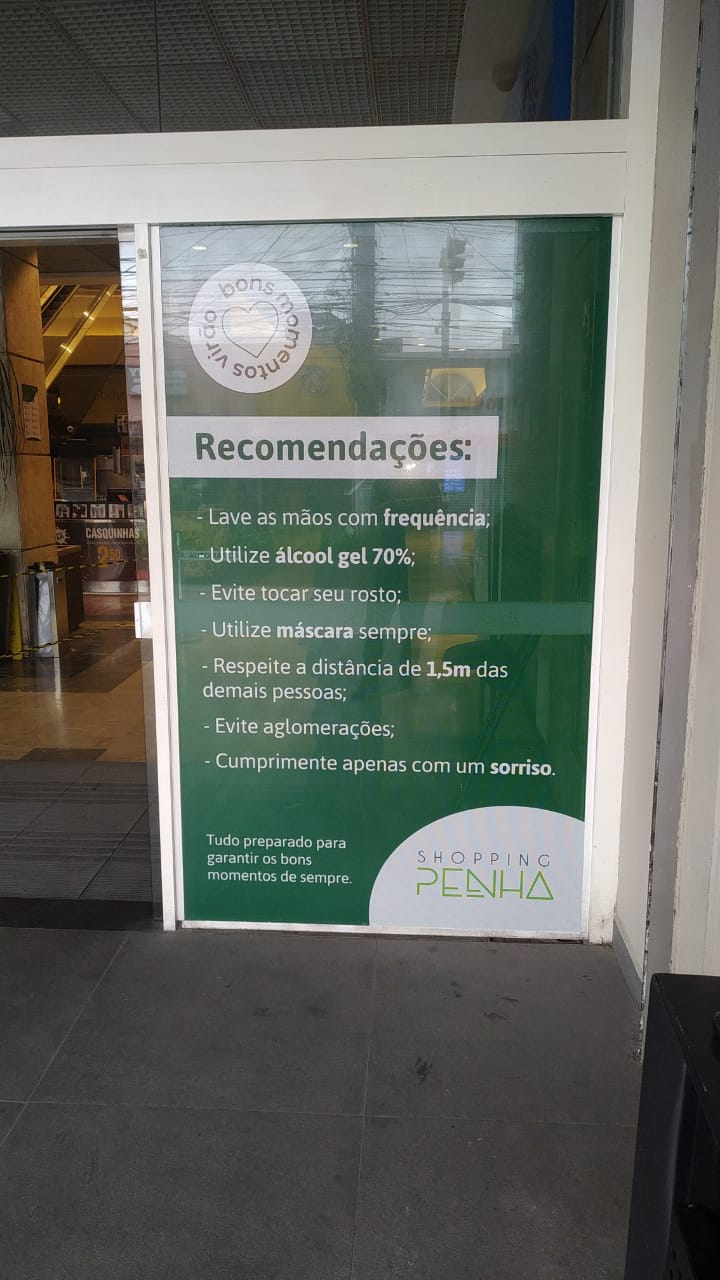 bons momentos virão
Recomendações:
- Lave as mãos com frequência;
- Utilize álcool gel 70%;
- Evite tocar seu rosto;
- Utilize máscara sempre;
- Respeite a distância de 1,5m das
demais pessoas;
- Evite aglomerações;
- Cumprimente apenas com um sorriso.
Tudo preparado para
garantir os bons
momentos de sempre.
SHOPPING
PENHA
CASQUINHAS